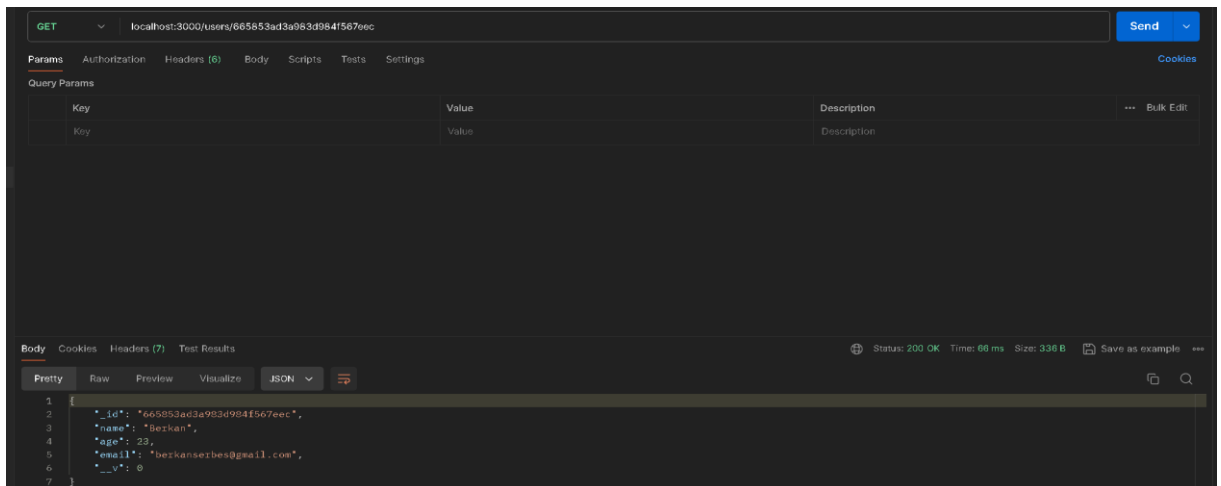 GET localhost:3000/users/665853ad3a983d984f567eec Send
Params Authorization Headers (6) Body Scripts Tests Settings Cookies
Query Params
Key Value Description ••• Bulk Edit
Key Value Description
Body Cookies Headers (7) Test Results Status: 200 OK Time: 66 ms Size: 336 B Save as example •••
Pretty Raw Preview Visualize JSON
1 {
2 "_id": "665853ad3a983d984f567eec",
3 "name": "Berkan",
4 "age": 23,
5 "email": "berkanserbes@gmail.com",
6 "__v": 0
7 }